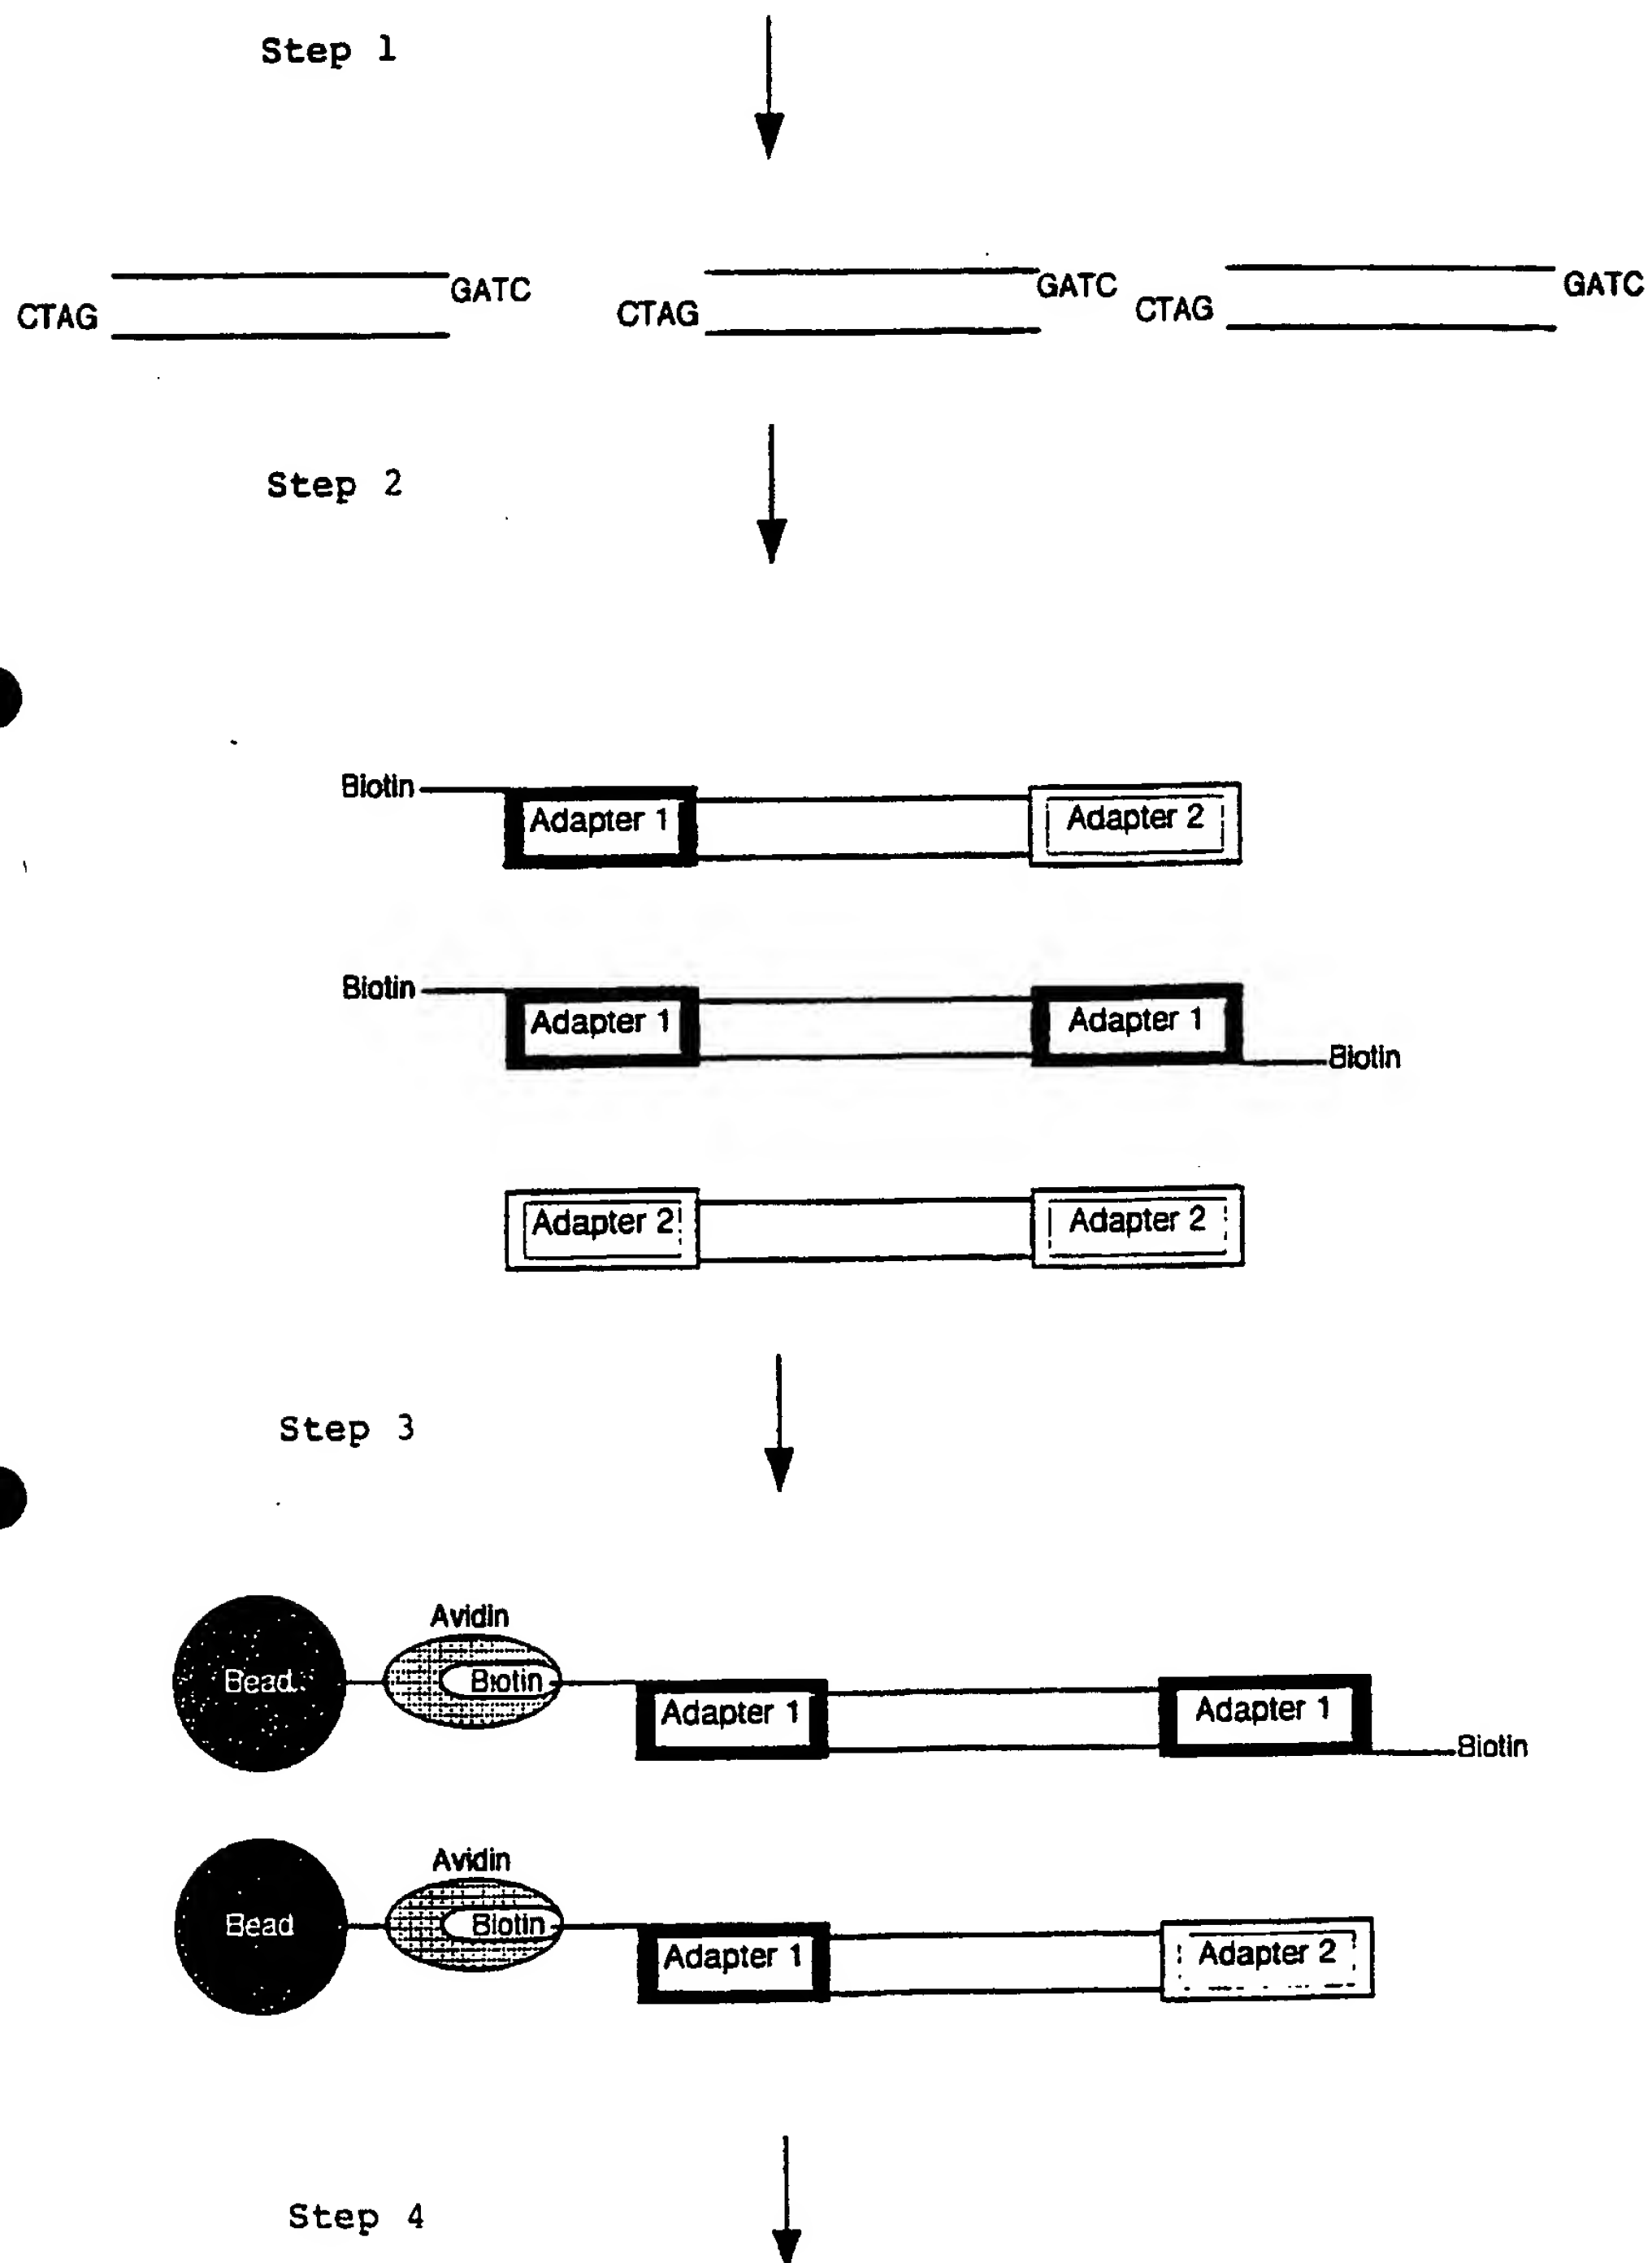 Step 1
GATC GATC GATC
CTAG CTAG CTAG
Step 2
Biotin
Adapter 1 Adapter 2
Biotin
Adapter 1 Adapter 1
Biotin
Adapter 2 Adapter 2
Step 3
Avidin
Bead Biotin
Adapter 1 Adapter 1
Biotin
Avidin
Bead Biotin
Adapter 1 Adapter 2
Step 4